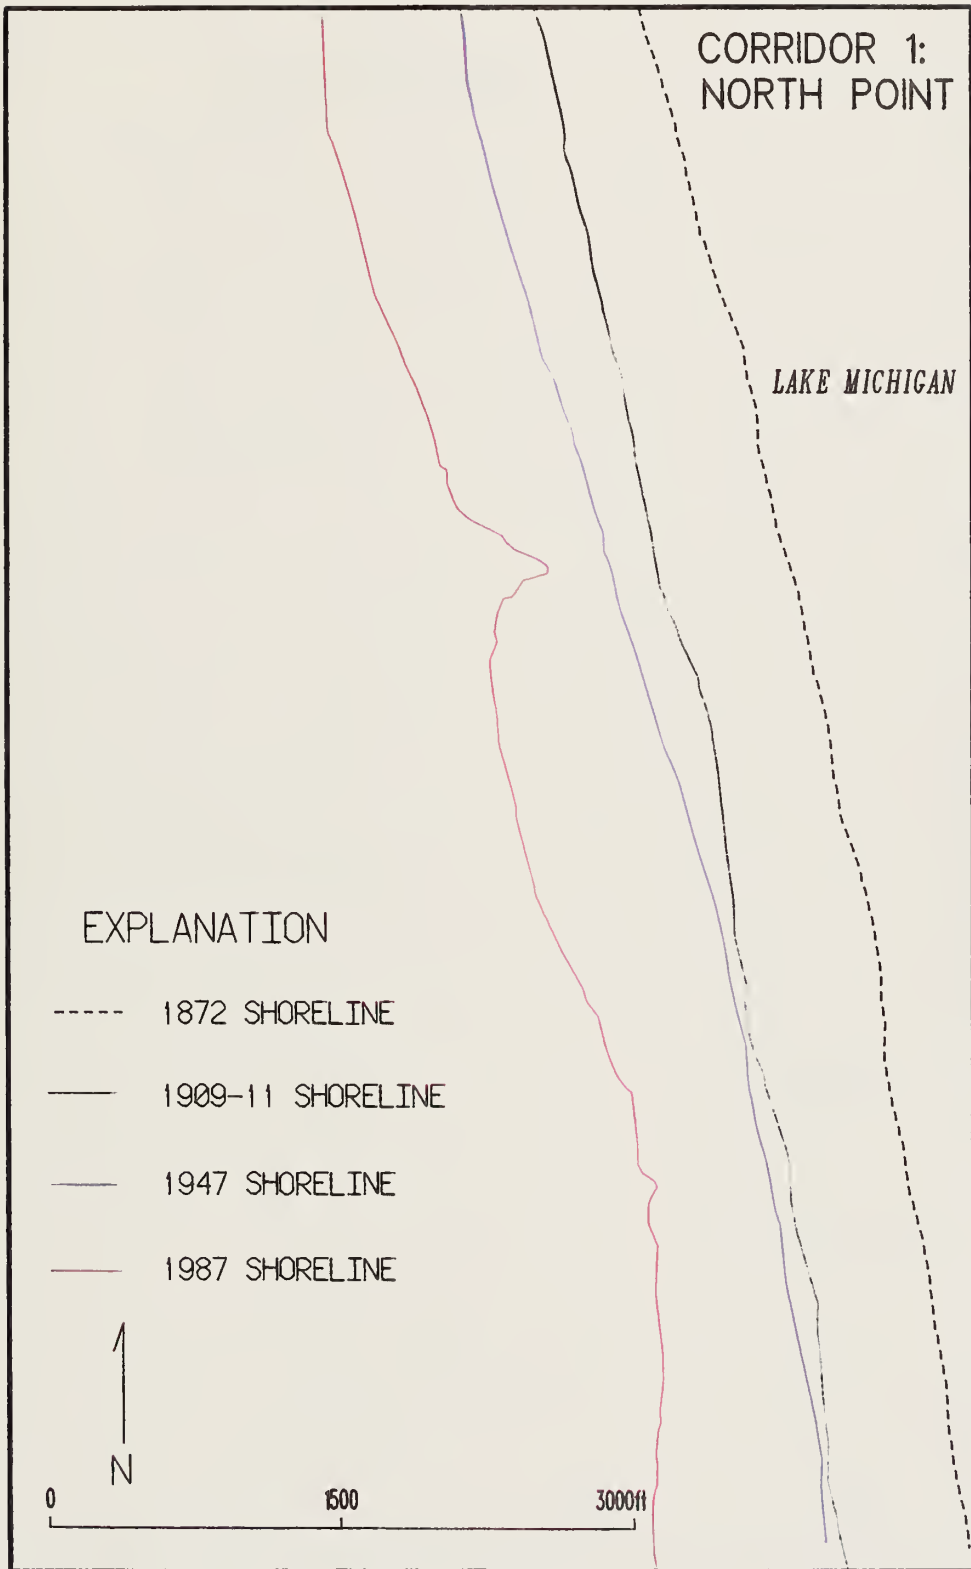 CORRIDOR 1:
NORTH POINT
LAKE MICHIGAN
EXPLANATION
1872 SHORELINE
1909-11 SHORELINE
1947 SHORELINE
1987 SHORELINE
N
0 1500 3000ft